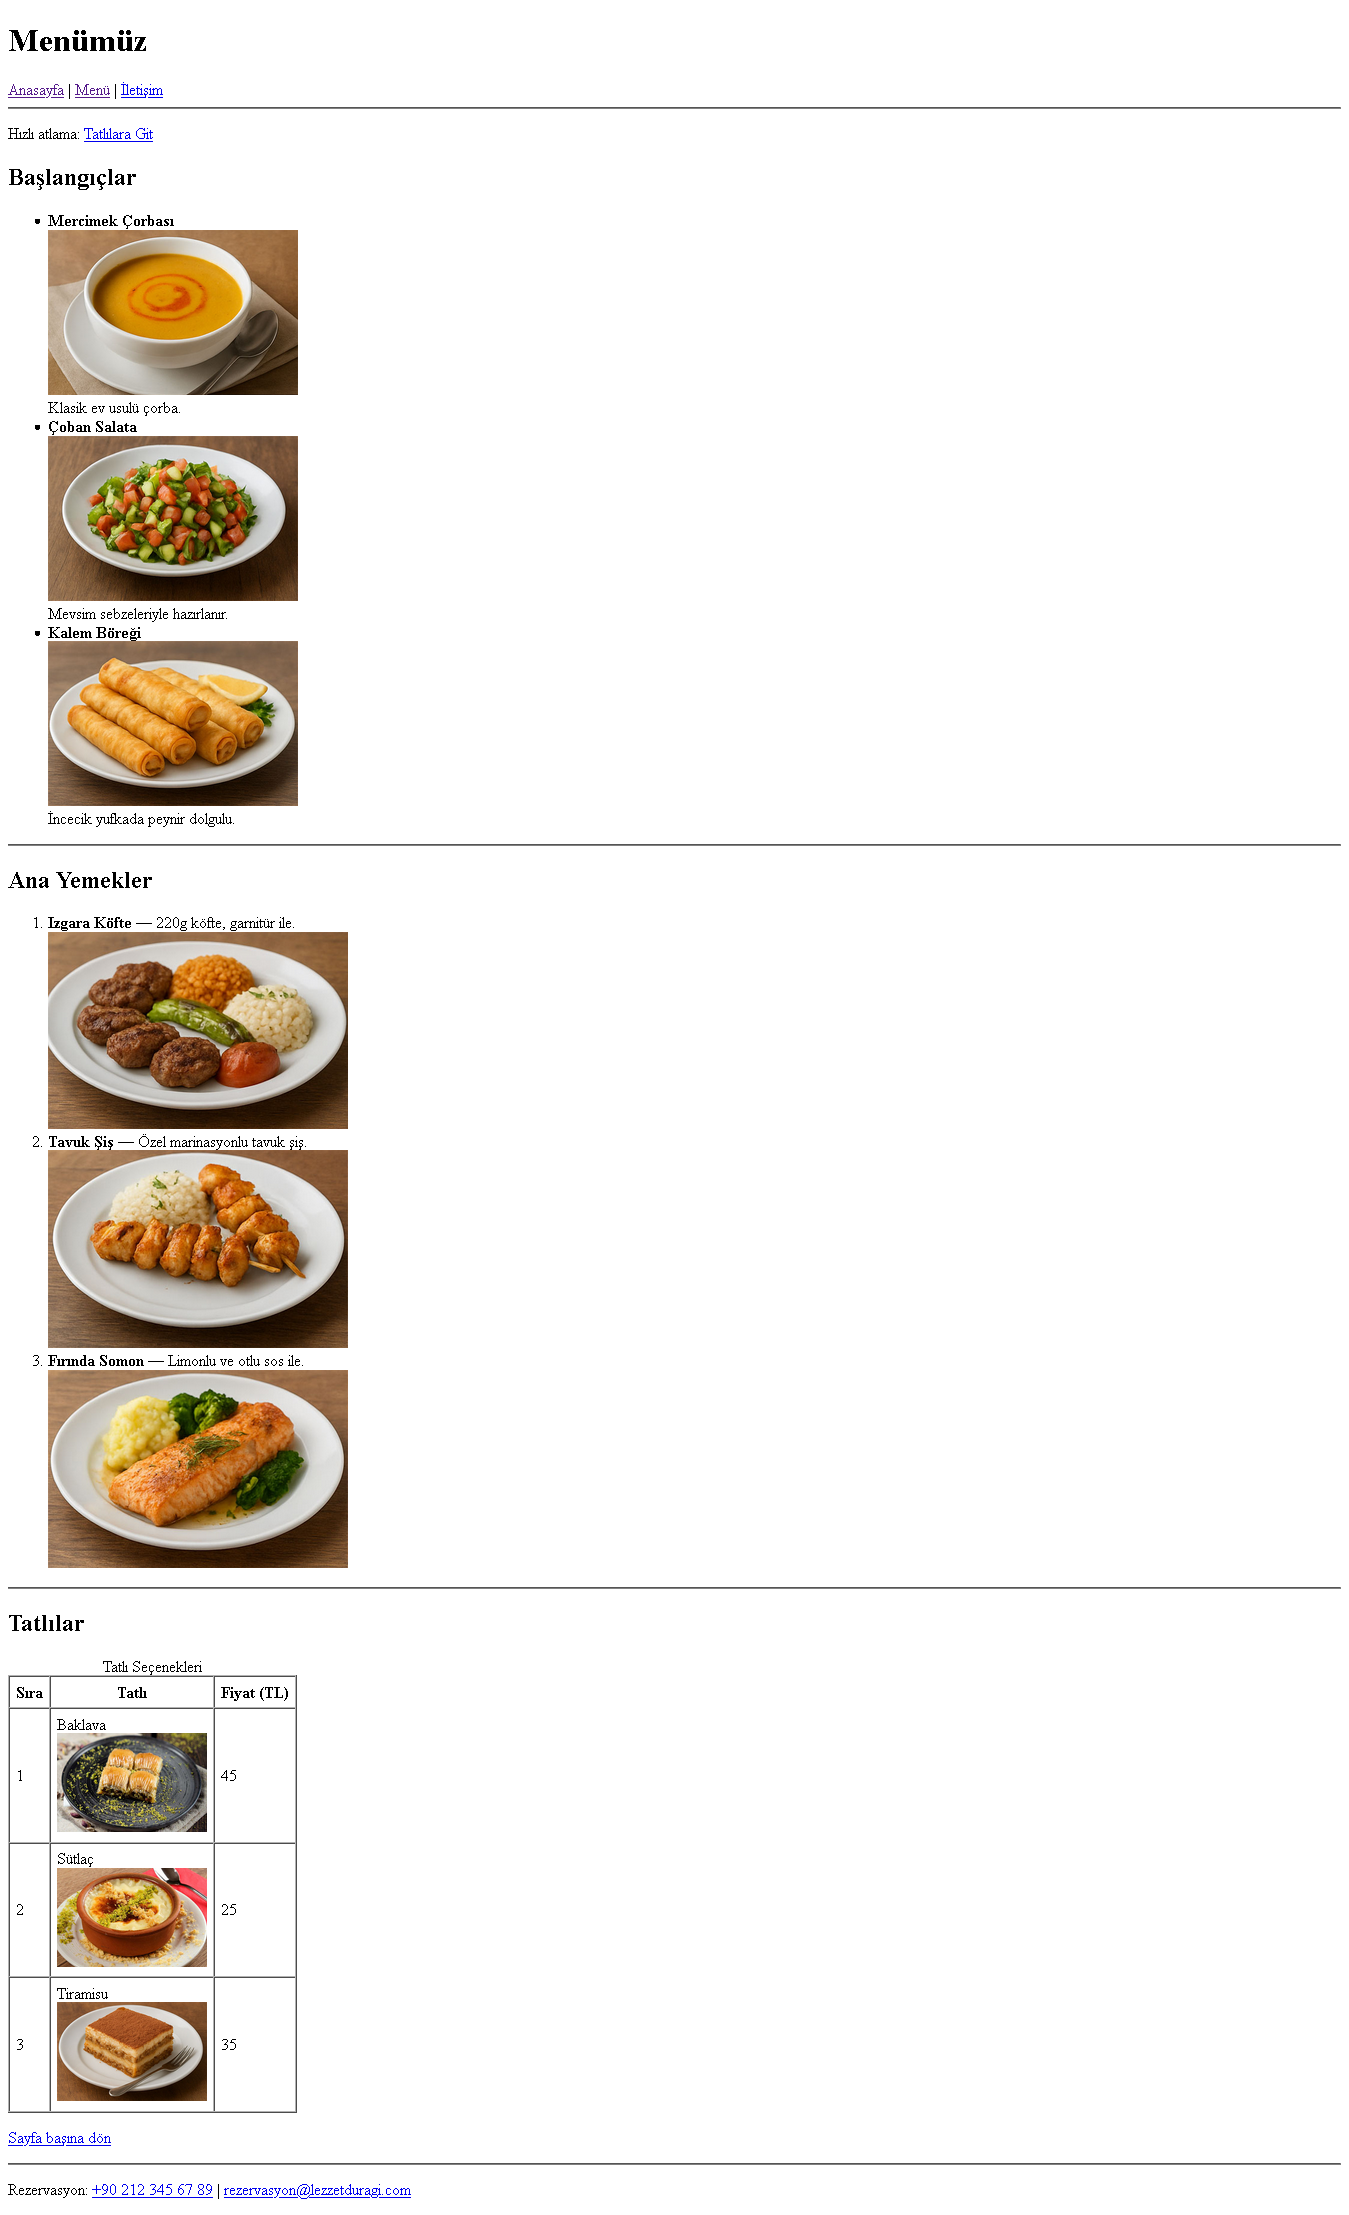 Menümüz
Anasayfa | Menü | İletişim
Hızlı atlama: Tatlılara Git
Başlangıçlar
Mercimek Çorbası
Klasik ev usulü çorba.
Çoban Salata
Mevsim sebzeleriyle hazırlanır.
Kalem Böreği
İncecik yufkada peynir dolgulu.
Ana Yemekler
1. Izgara Köfte — 220g köfte, garnitür ile.
2. Tavuk Şiş — Özel marinasyonlu tavuk şiş.
3. Fırında Somon — Limonlu ve otlu sos ile.
Tatlılar
Tatlı Seçenekleri
Sıra Tatlı Fiyat (TL)
1 Baklava 45
2 Sütlaç 25
3 Tiramisu 35
Sayfa başına dön
Rezervasyon: +90 212 345 67 89 | rezervasyon@lezzetduragi.com